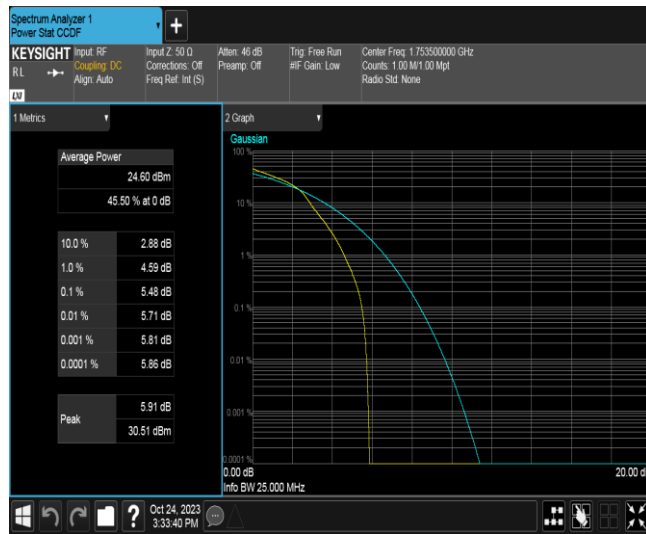 Spectrum Analyzer 1
Power Stat CCDF
KEYSIGHT
RL
LXI
Input: RF
Coupling: DC
Align: Auto
Input Z: 50 Ω
Corrections: Off
Freq Ref: Int (S)
Atten: 46 dB
Preamp: Off
Trig: Free Run
#IF Gain: Low
Center Freq: 1.753500000 GHz
Counts: 1.00 M/1.00 Mpt
Radio Std: None
1 Metrics
Average Power
24.60 dBm
45.50 % at 0 dB
10.0 % 2.88 dB
1.0 % 4.59 dB
0.1 % 5.48 dB
0.01 % 5.71 dB
0.001 % 5.81 dB
0.0001 % 5.86 dB
Peak
5.91 dB
30.51 dBm
2 Graph
Gaussian
100 %
10 %
1 %
0.1 %
0.01 %
0.001 %
0.0001 %
0.00 dB
20.00 d
Info BW 25.000 MHz
Oct 24, 2023
3:33:40 PM